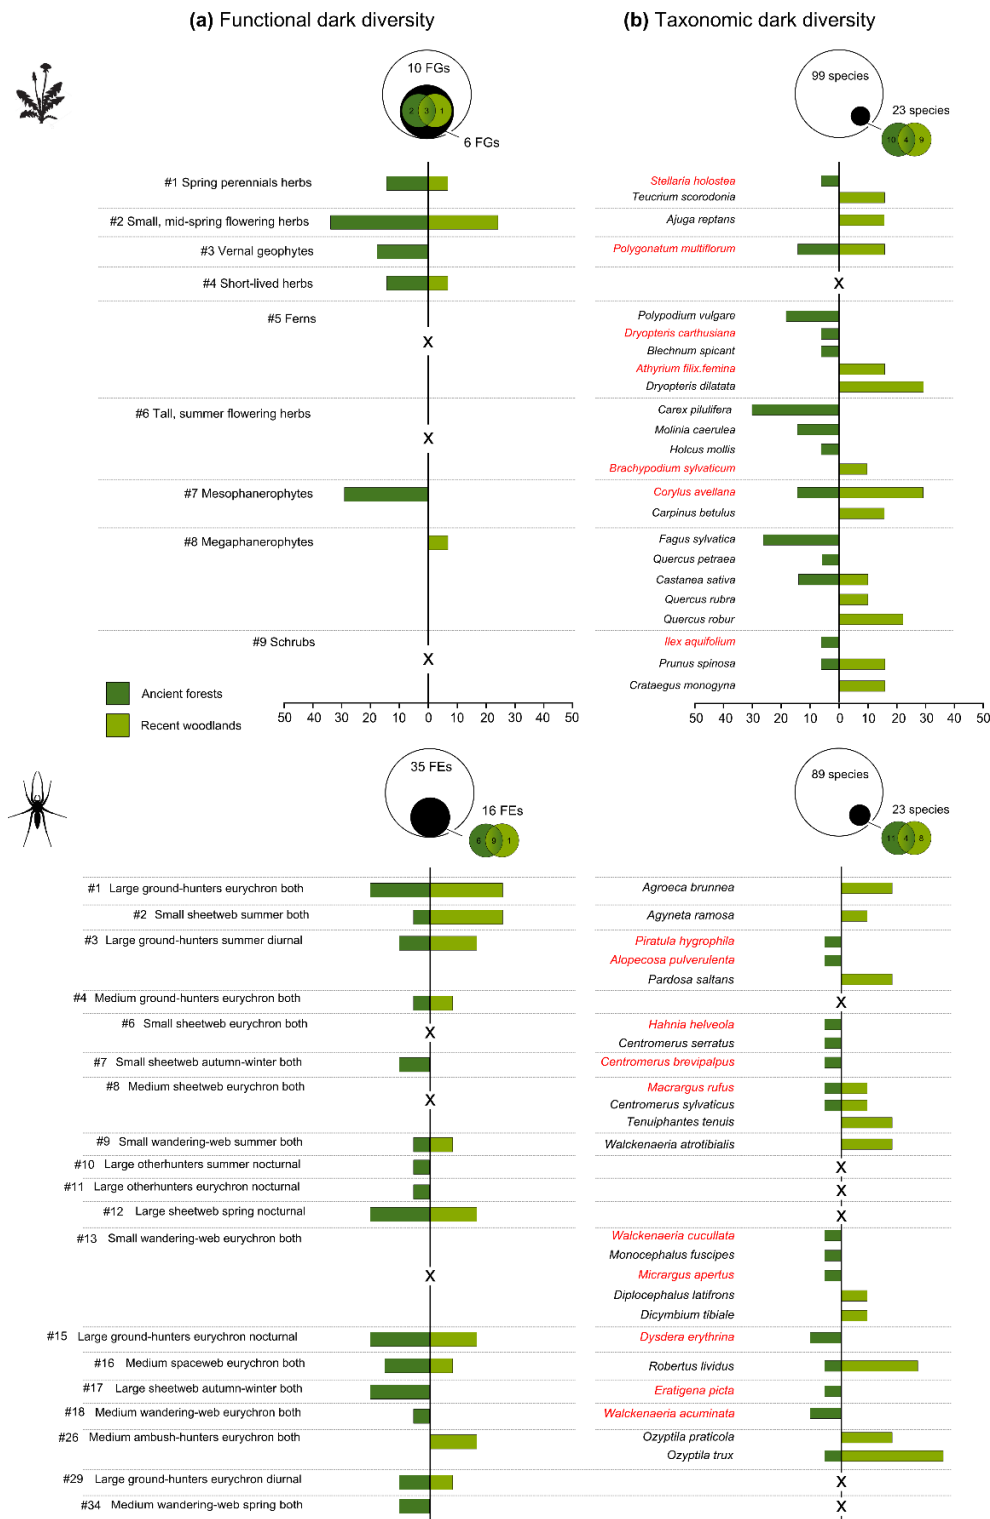 (a) Functional dark diversity
(b) Taxonomic dark diversity
10 FGs
2 3 1
6 FGs
99 species
23 species
10 4 9
#1 Spring perennials herbs
#2 Small, mid-spring flowering herbs
#3 Vernal geophytes
#4 Short-lived herbs
#5 Ferns
X
#6 Tall, summer flowering herbs
X
#7 Mesophanerophytes
#8 Megaphanerophytes
#9 Schrubs
X
Ancient forests
Recent woodlands
50 40 30 20 10 0 10 20 30 40 50
Stellaria holostea
Teucrium scorodonia
Ajuga reptans
Polygonatum multiflorum
X
Polypodium vulgare
Dryopteris carthusiana
Blechnum spicant
Athyrium filix.femina
Dryopteris dilatata
Carex pilulifera
Molinia caerulea
Holcus mollis
Brachypodium sylvaticum
Corylus avellana
Carpinus betulus
Fagus sylvatica
Quercus petraea
Castanea sativa
Quercus rubra
Quercus robur
Ilex aquifolium
Prunus spinosa
Crataegus monogyna
50 40 30 20 10 0 10 20 30 40 50
35 FEs
16 FEs
6 9 1
89 species
23 species
11 4 8
#1 Large ground-hunters eurychron both
#2 Small sheetweb summer both
#3 Large ground-hunters summer diurnal
#4 Medium ground-hunters eurychron both
#6 Small sheetweb eurychron both
X
#7 Small sheetweb autumn-winter both
#8 Medium sheetweb eurychron both
X
#9 Small wandering-web summer both
#10 Large otherhunters summer nocturnal
#11 Large otherhunters eurychron nocturnal
#12 Large sheetweb spring nocturnal
#13 Small wandering-web eurychron both
X
#15 Large ground-hunters eurychron nocturnal
#16 Medium spaceweb eurychron both
#17 Large sheetweb autumn-winter both
#18 Medium wandering-web eurychron both
#26 Medium ambush-hunters eurychron both
#29 Large ground-hunters eurychron diurnal
#34 Medium wandering-web spring both
Agroeca brunnea
Agyneta ramosa
Piratula hygrophila
Alopecosa pulverulenta
Pardosa saltans
X
Hahnia helveola
Centromerus serratus
Centromerus brevipalpus
Macrargus rufus
Centromerus sylvaticus
Tenuiphantes tenuis
Walckenaeria atrotibialis
X
X
X
Walckenaeria cucullata
Monocephalus fuscipes
Micrargus apertus
Diplocephalus latifrons
Dicymbium tibiale
Dysdera erythrina
Robertus lividus
Eratigena picta
Walckenaeria acuminata
Ozyptila praticola
Ozyptila trux
X
X